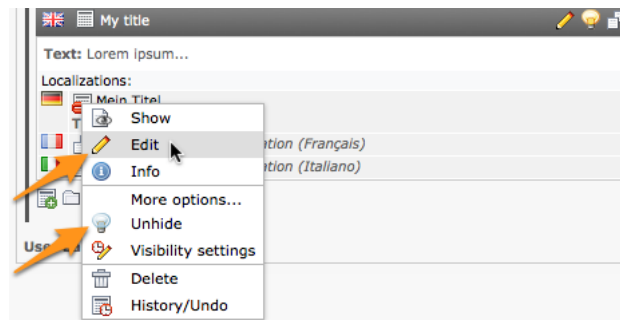 My title
Text: Lorem ipsum...
Localizations:
Mein Titel
T
Show
Edit
tion (Français)
Info
tion (Italiano)
More options...
Unhide
Use
Visibility settings
Delete
History/Undo